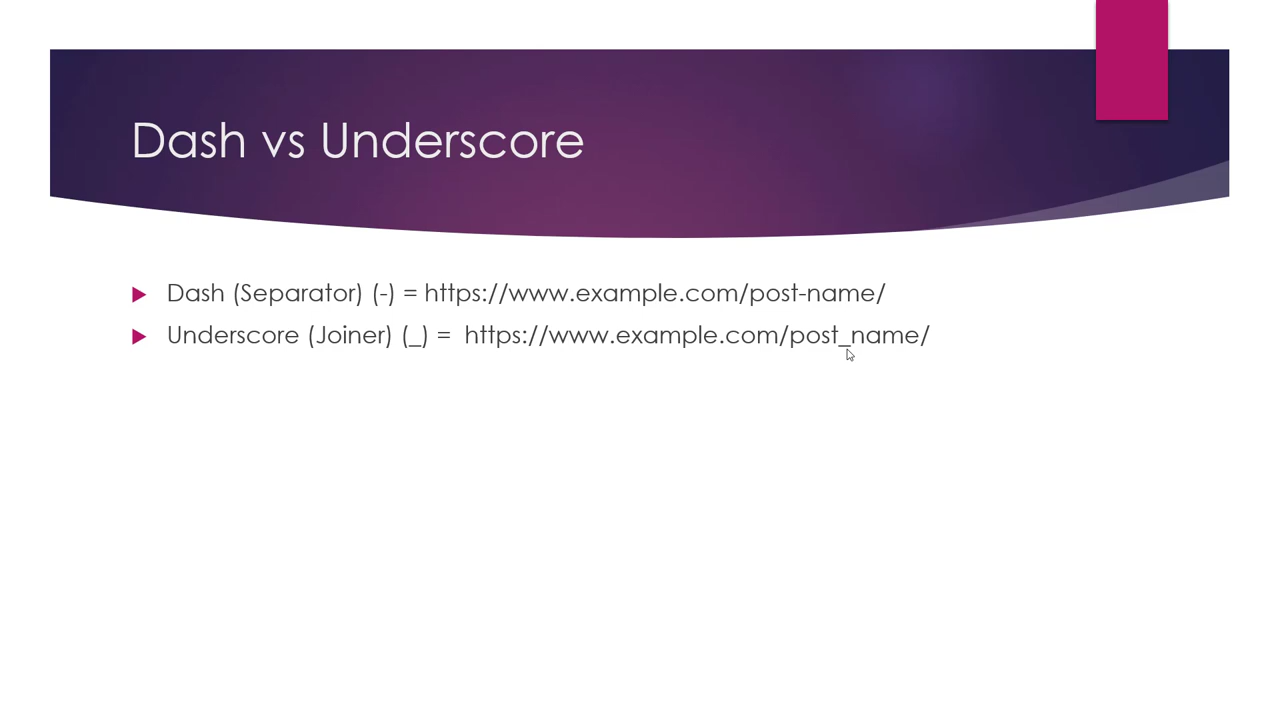 Dash vs Underscore
Dash (Separator) (-) = https://www.example.com/post-name/
Underscore (Joiner) (_) =  https://www.example.com/post_name/